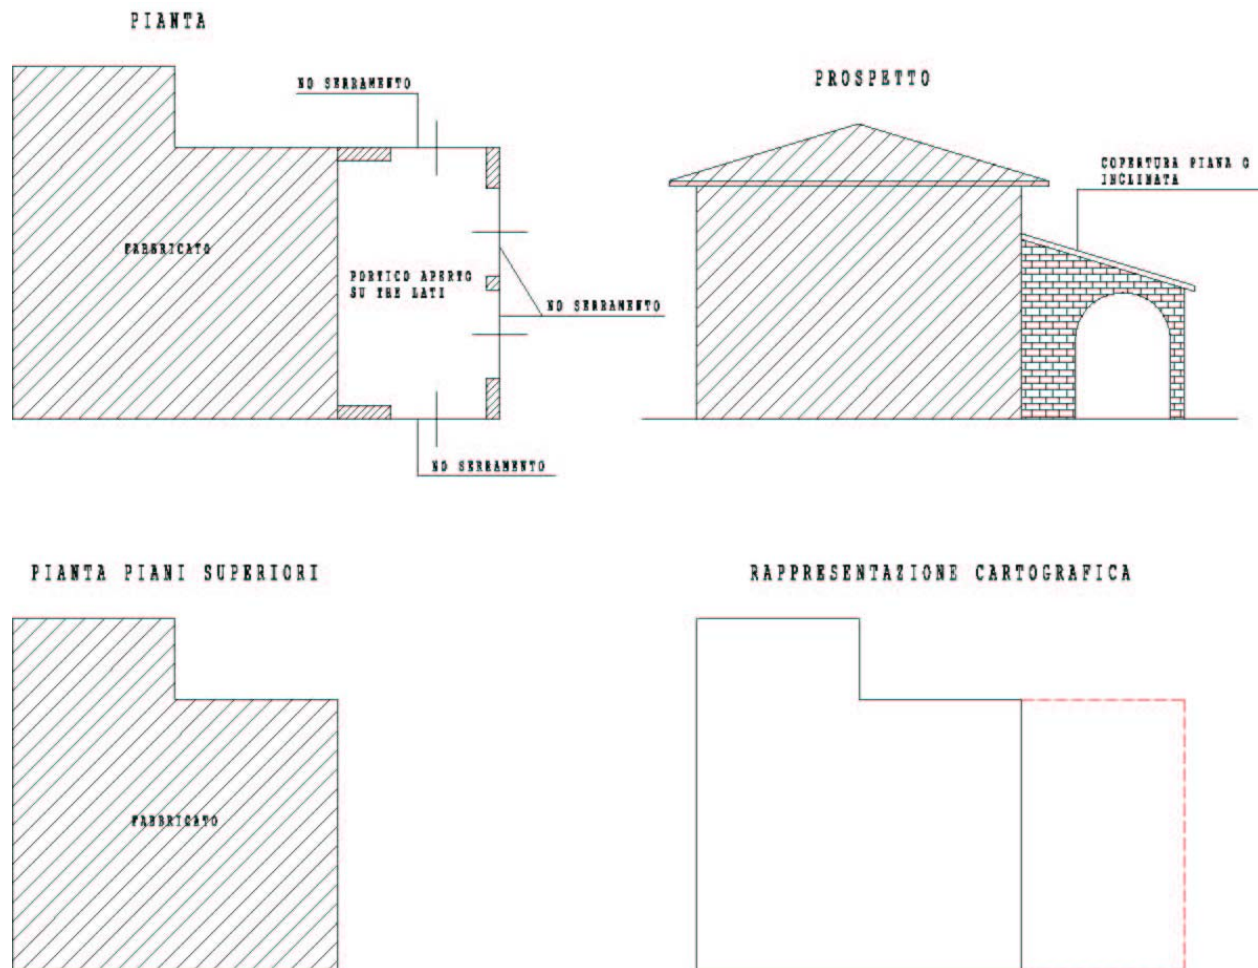 PIANTA
NO SERRAMENTO
PROSPETTO
COPERTURA PIANA O
INCLINATA
FABBRICATO
PORTICO APERTO
SU TRE LATI
NO SERRAMENTO
NO SERRAMENTO
PIANTA PIANI SUPERIORI
RAPPRESENTAZIONE CARTOGRAFICA
FABBRICATO